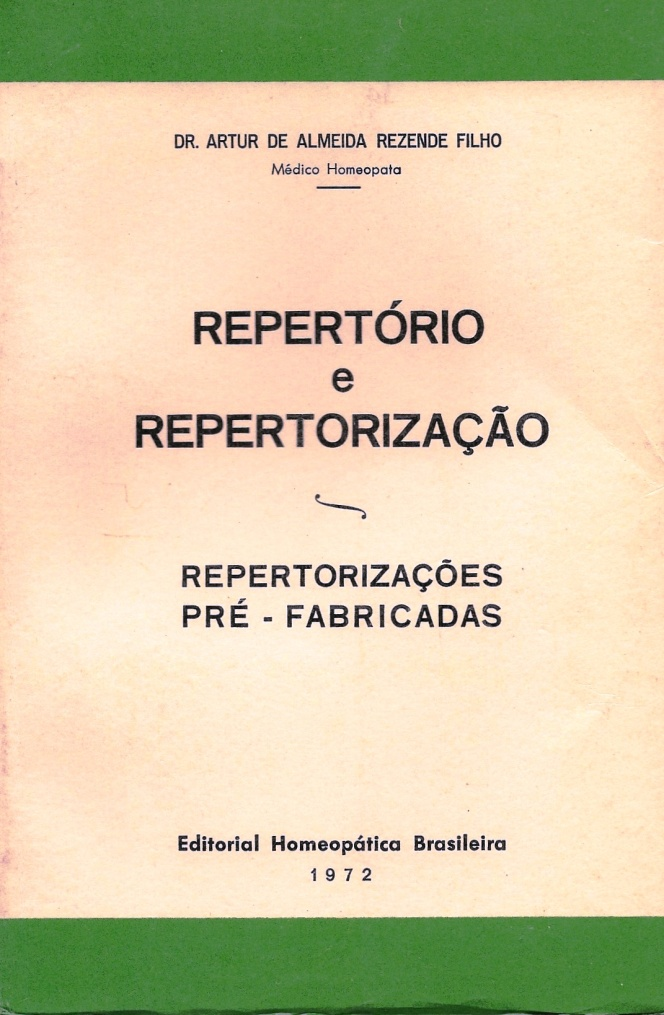 DR. ARTUR DE ALMEIDA REZENDE FILHO
Médico Homeopata
REPERTÓRIO
e
REPERTORIZAÇÃO
REPERTORIZAÇÕES
PRÉ - FABRICADAS
Editorial Homeopática Brasileira
1972